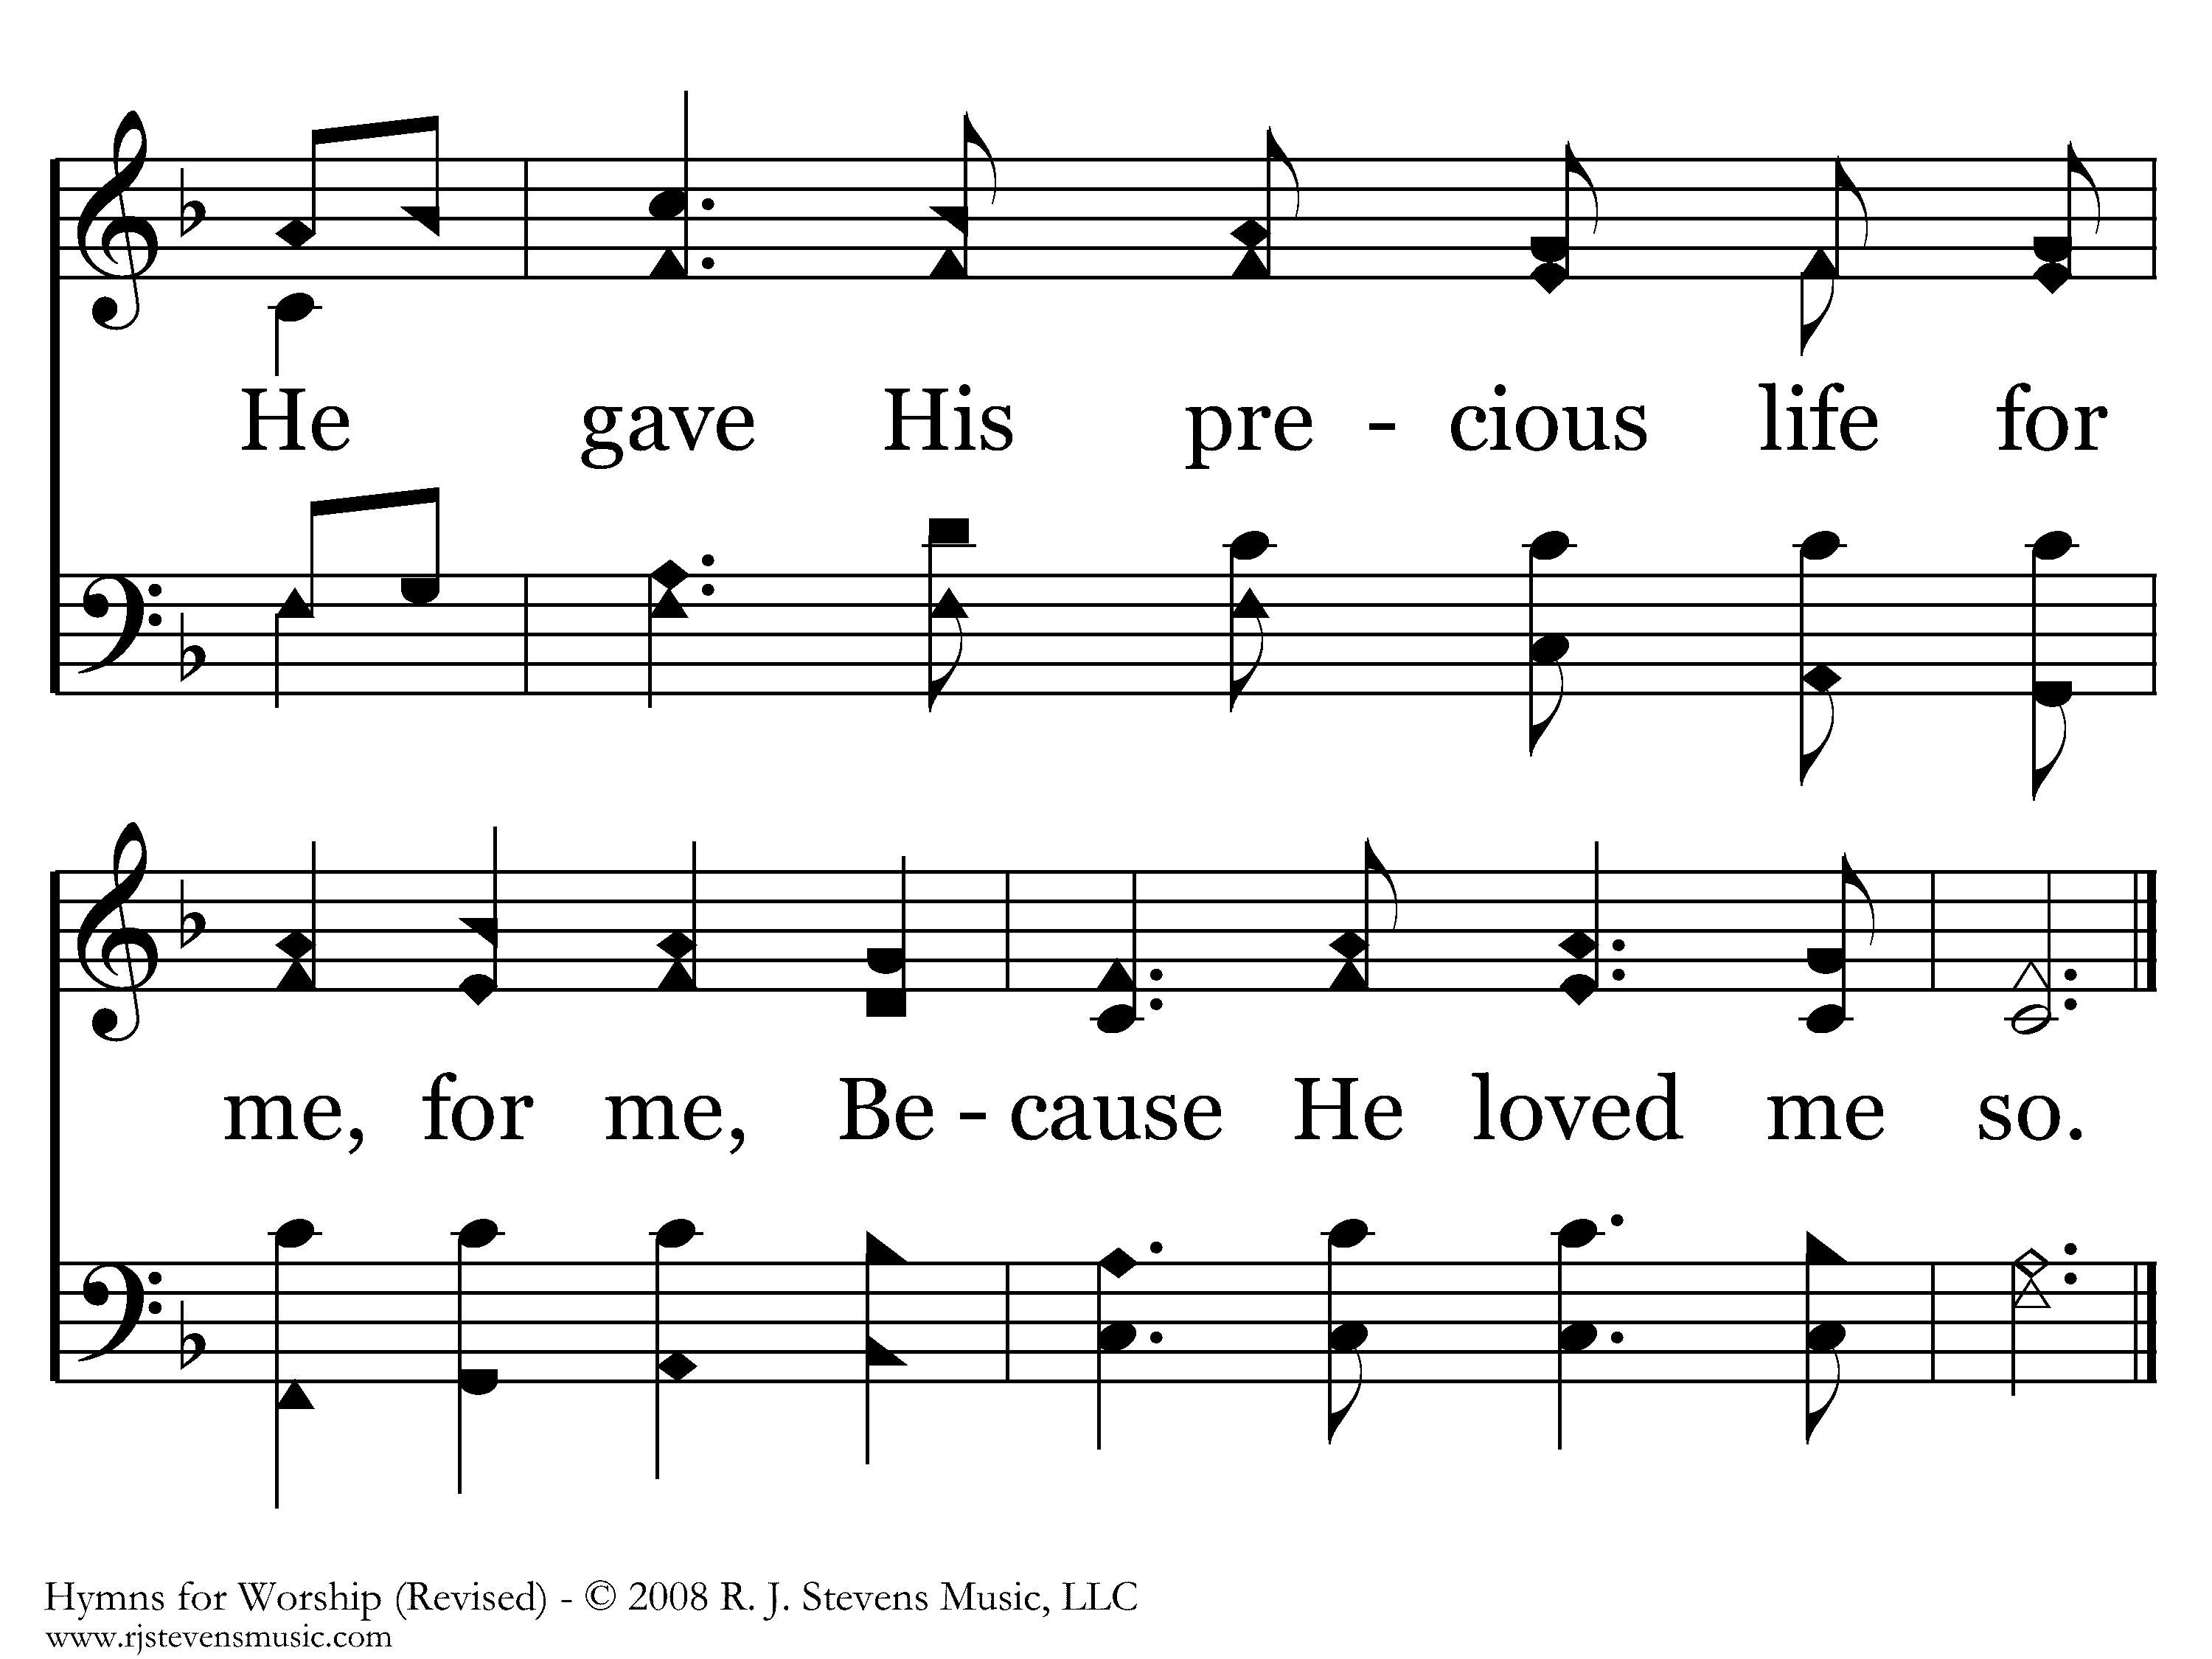 He gave His pre - cious life for
me, for me, Be - cause He loved me so.
Hymns for Worship (Revised) - © 2008 R. J. Stevens Music, LLC
www.rjstevensmusic.com